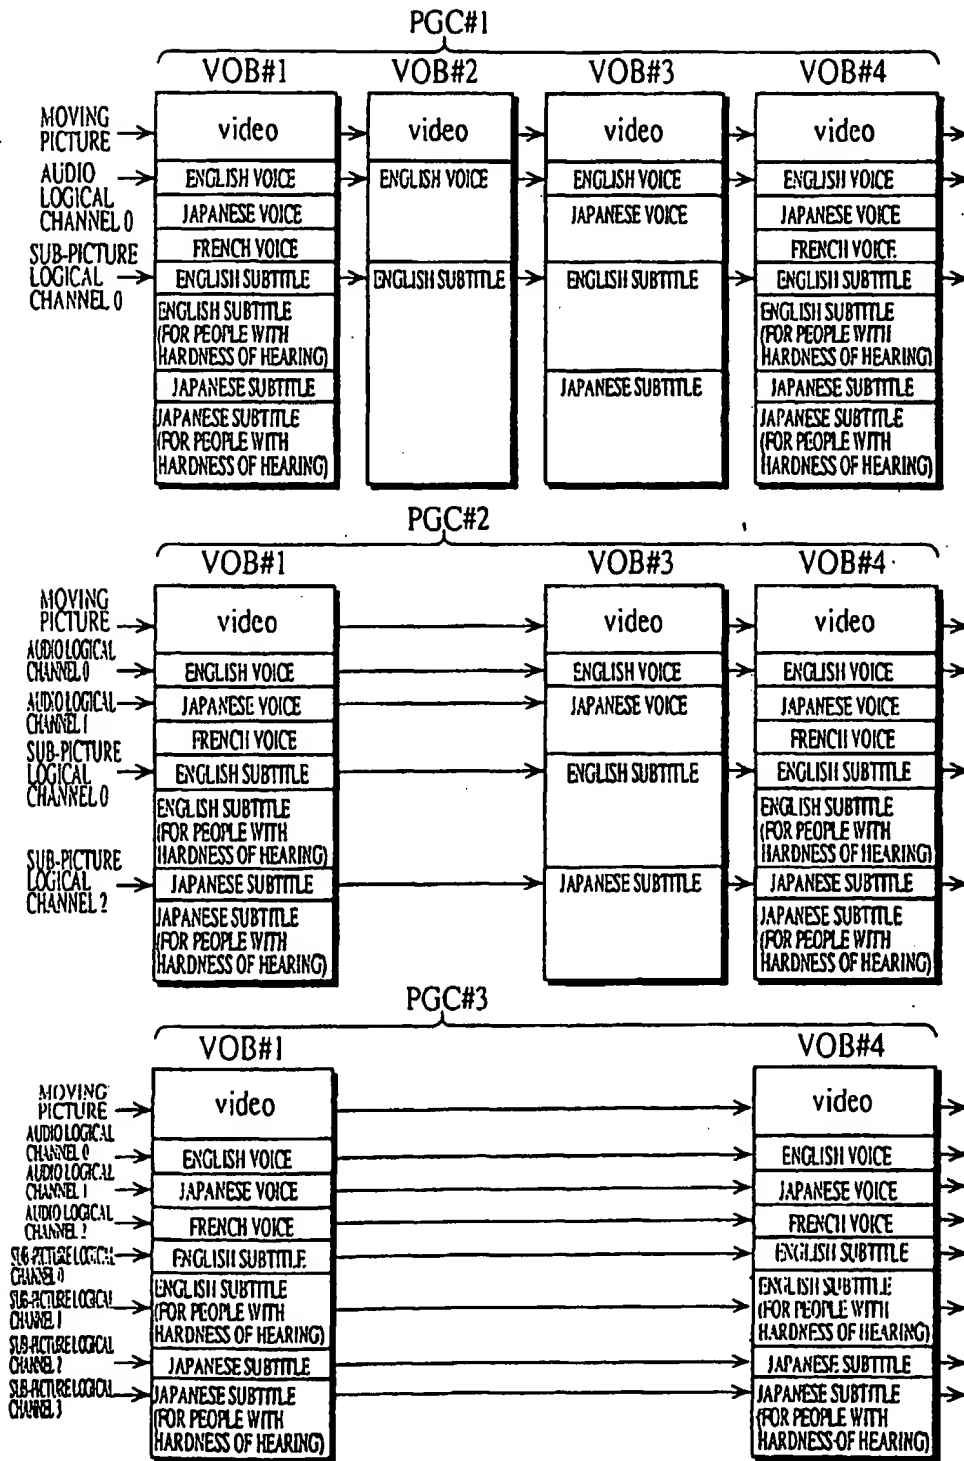 PGC#1
VOB#1
VOB#2
VOB#3
VOB#4
MOVING
PICTURE
video
video
video
video
AUDIO
LOGICAL
CHANNEL 0
ENGLISH VOICE
ENGLISH VOICE
ENGLISH VOICE
ENGLISH VOICE
JAPANESE VOICE
JAPANESE VOICE
JAPANESE VOICE
FRENCH VOICE
FRENCH VOICE
SUB-PICTURE
LOGICAL
CHANNEL 0
ENGLISH SUBTITLE
ENGLISH SUBTITLE
ENGLISH SUBTITLE
ENGLISH SUBTITLE
ENGLISH SUBTITLE
(FOR PEOPLE WITH
HARDNESS OF HEARING)
ENGLISH SUBTITLE
(FOR PEOPLE WITH
HARDNESS OF HEARING)
JAPANESE SUBTITLE
JAPANESE SUBTITLE
JAPANESE SUBTITLE
JAPANESE SUBTITLE
(FOR PEOPLE WITH
HARDNESS OF HEARING)
JAPANESE SUBTITLE
(FOR PEOPLE WITH
HARDNESS OF HEARING)
PGC#2
VOB#1
VOB#3
VOB#4
MOVING
PICTURE
video
video
video
AUDIO LOGICAL
CHANNEL 0
ENGLISH VOICE
ENGLISH VOICE
ENGLISH VOICE
AUDIO LOGICAL
CHANNEL 1
JAPANESE VOICE
JAPANESE VOICE
JAPANESE VOICE
FRENCH VOICE
FRENCH VOICE
SUB-PICTURE
LOGICAL
CHANNEL 0
ENGLISH SUBTITLE
ENGLISH SUBTITLE
ENGLISH SUBTITLE
ENGLISH SUBTITLE
(FOR PEOPLE WITH
HARDNESS OF HEARING)
ENGLISH SUBTITLE
(FOR PEOPLE WITH
HARDNESS OF HEARING)
SUB-PICTURE
LOGICAL
CHANNEL 2
JAPANESE SUBTITLE
JAPANESE SUBTITLE
JAPANESE SUBTITLE
JAPANESE SUBTITLE
(FOR PEOPLE WITH
HARDNESS OF HEARING)
JAPANESE SUBTITLE
(FOR PEOPLE WITH
HARDNESS OF HEARING)
PGC#3
VOB#1
VOB#4
MOVING
PICTURE
video
video
AUDIO LOGICAL
CHANNEL 0
ENGLISH VOICE
ENGLISH VOICE
AUDIO LOGICAL
CHANNEL 1
JAPANESE VOICE
JAPANESE VOICE
AUDIO LOGICAL
CHANNEL 2
FRENCH VOICE
FRENCH VOICE
SUB-PICTURE LOGICAL
CHANNEL 0
ENGLISH SUBTITLE
ENGLISH SUBTITLE
SUB-PICTURE LOGICAL
CHANNEL 1
ENGLISH SUBTITLE
(FOR PEOPLE WITH
HARDNESS OF HEARING)
ENGLISH SUBTITLE
(FOR PEOPLE WITH
HARDNESS OF HEARING)
SUB-PICTURE LOGICAL
CHANNEL 2
JAPANESE SUBTITLE
JAPANESE SUBTITLE
SUB-PICTURE LOGICAL
CHANNEL 3
JAPANESE SUBTITLE
(FOR PEOPLE WITH
HARDNESS OF HEARING)
JAPANESE SUBTITLE
(FOR PEOPLE WITH
HARDNESS OF HEARING)